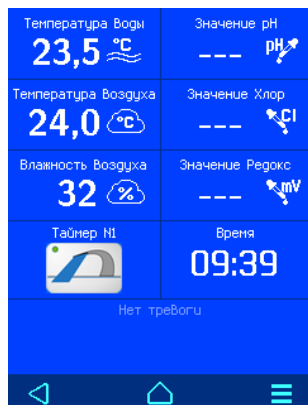 Температура Воды
23,5 °C
Значение pH
--- pH
Температура Воздуха
24,0 °C
Значение Хлор
--- Cl
Влажность Воздуха
32 %
Значение Редокс
--- mV
Таймер N1
Время
09:39
Нет тревоги